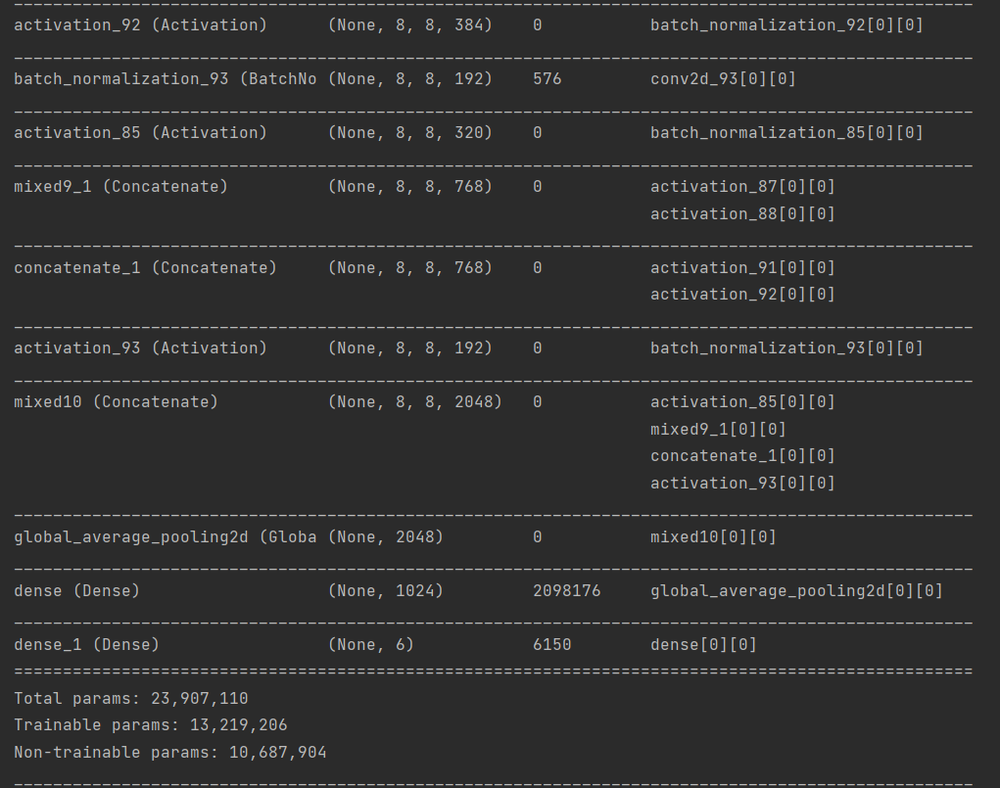 __________________________________________________________________________________________________
activation_92 (Activation)      (None, 8, 8, 384)    0           batch_normalization_92[0][0]
__________________________________________________________________________________________________
batch_normalization_93 (BatchNo (None, 8, 8, 192)    576         conv2d_93[0][0]
__________________________________________________________________________________________________
activation_85 (Activation)      (None, 8, 8, 320)    0           batch_normalization_85[0][0]
__________________________________________________________________________________________________
mixed9_1 (Concatenate)          (None, 8, 8, 768)    0           activation_87[0][0]
                                                                 activation_88[0][0]
__________________________________________________________________________________________________
concatenate_1 (Concatenate)     (None, 8, 8, 768)    0           activation_91[0][0]
                                                                 activation_92[0][0]
__________________________________________________________________________________________________
activation_93 (Activation)      (None, 8, 8, 192)    0           batch_normalization_93[0][0]
__________________________________________________________________________________________________
mixed10 (Concatenate)           (None, 8, 8, 2048)   0           activation_85[0][0]
                                                                 mixed9_1[0][0]
                                                                 concatenate_1[0][0]
                                                                 activation_93[0][0]
__________________________________________________________________________________________________
global_average_pooling2d (Globa (None, 2048)         0           mixed10[0][0]
__________________________________________________________________________________________________
dense (Dense)                   (None, 1024)         2098176     global_average_pooling2d[0][0]
__________________________________________________________________________________________________
dense_1 (Dense)                 (None, 6)            6150        dense[0][0]
==================================================================================================
Total params: 23,907,110
Trainable params: 13,219,206
Non-trainable params: 10,687,904
__________________________________________________________________________________________________